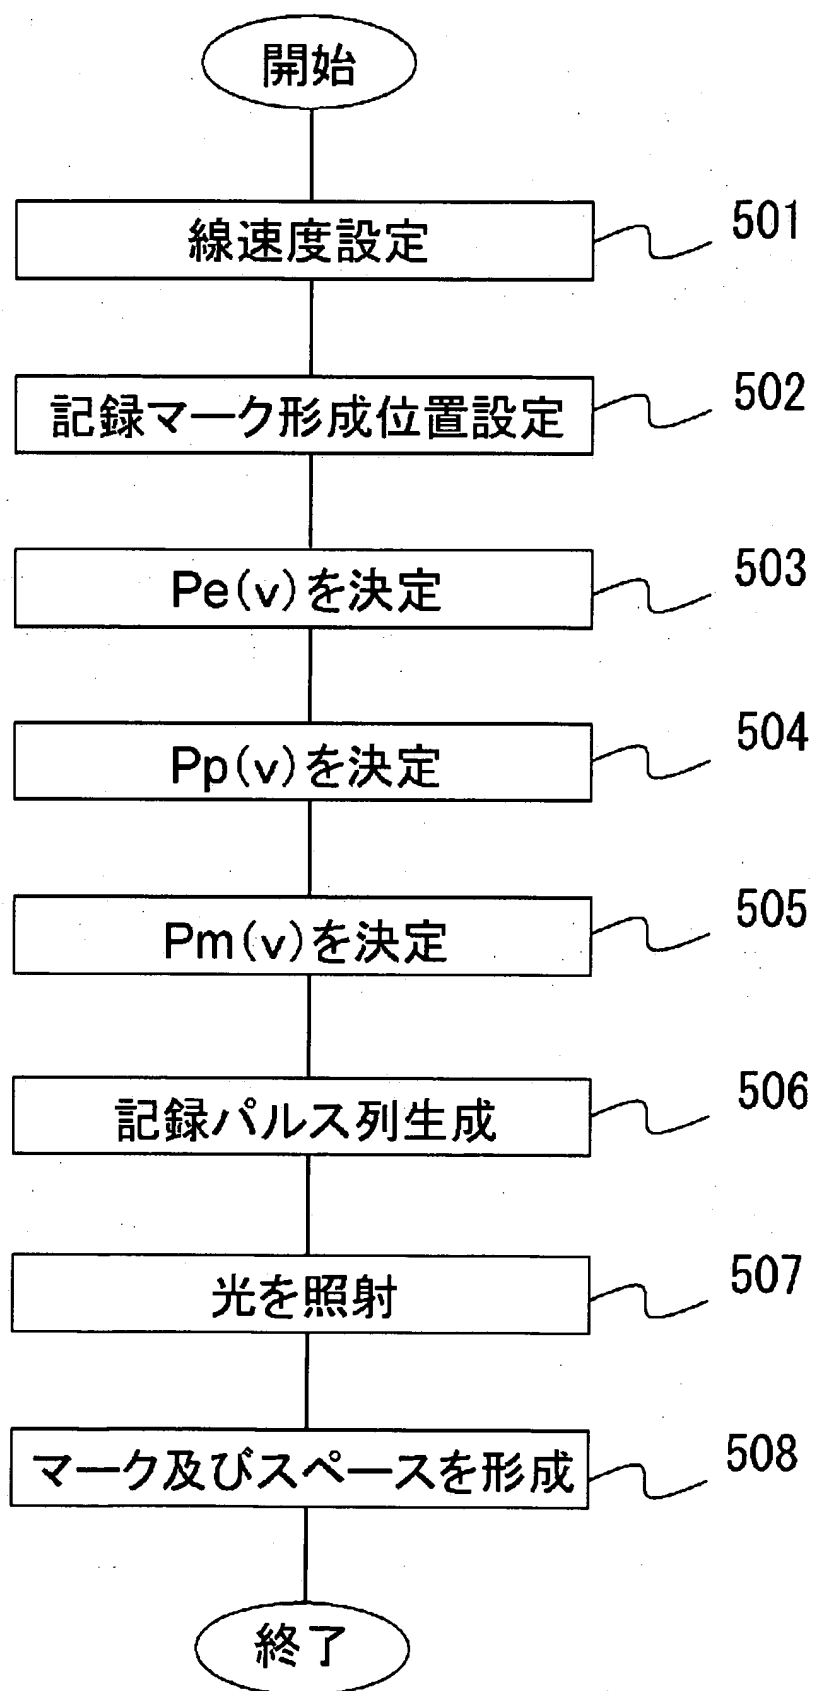 開始
線速度設定
501
記録マーク形成位置設定
502
Pe(v)を決定
503
Pp(v)を決定
504
Pm(v)を決定
505
記録パルス列生成
506
光を照射
507
マーク及びスペースを形成
508
終了